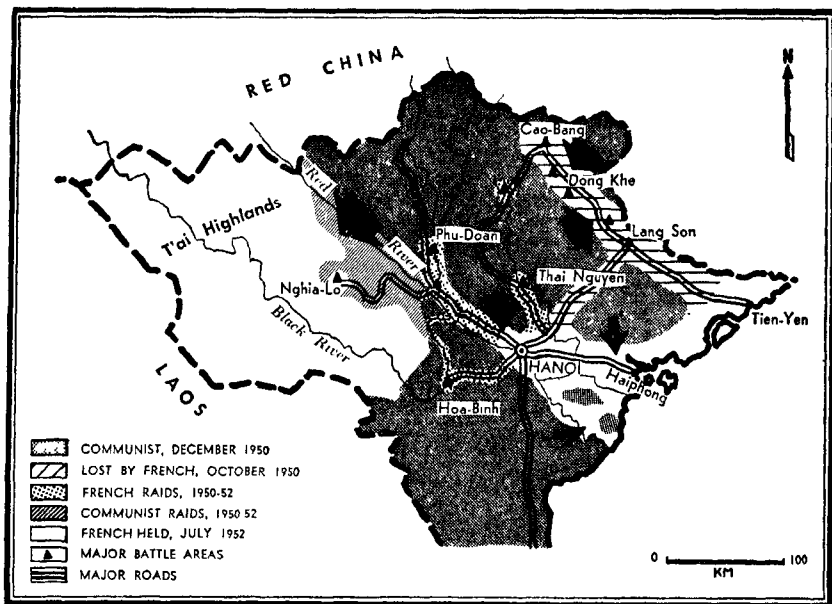 RED CHINA
N
Cao-Bang
Dong Khe
Red
River
T'ai Highlands
Phu-Doan
Lang Son
Thai Nguyen
Nghia-Lo
Tien-Yen
Black River
HANOI
Haiphong
LAOS
Hoa-Binh
COMMUNIST, DECEMBER 1950
LOST BY FRENCH, OCTOBER 1950
FRENCH RAIDS, 1950-52
COMMUNIST RAIDS, 1950 52
FRENCH HELD, JULY 1952
MAJOR BATTLE AREAS
MAJOR ROADS
0 100
KM